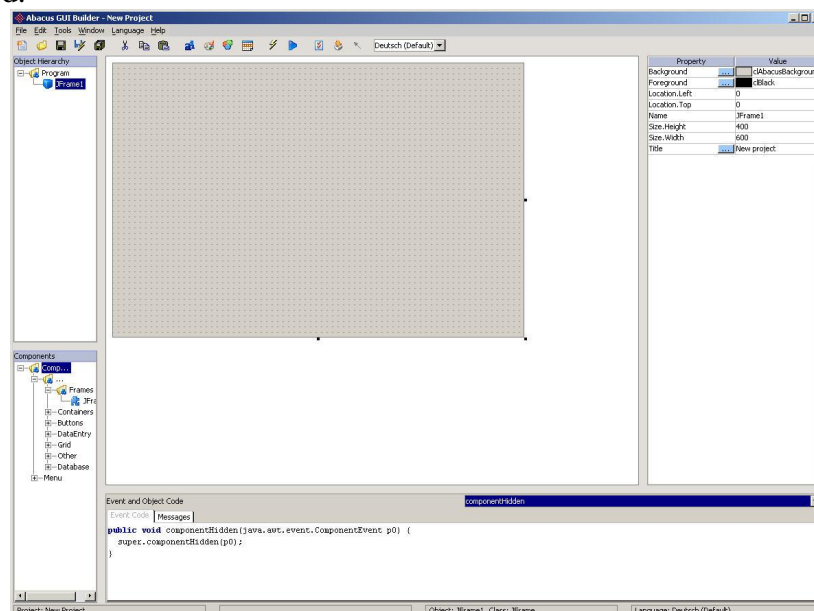 Abacus GUI Builder - New Project
File Edit Tools Window Language Help
Deutsch (Default)
Object Hierarchy
Program
JFrame1
Property Value
Background ... clAbacusBackgroun
Foreground ... clBlack
Location.Left 0
Location.Top 0
Name JFrame1
Size.Height 400
Size.Width 600
Title ... New project
Components
Comp...
...
Frames
JFra
Containers
Buttons
DataEntry
Grid
Other
Database
Menu
Event and Object Code componentHidden
Event Code Messages
public void componentHidden(java.awt.event.ComponentEvent p0) {
super.componentHidden(p0);
}
Project: New Project Object: JFrame1 Class: JFrame Language: Deutsch (Default)